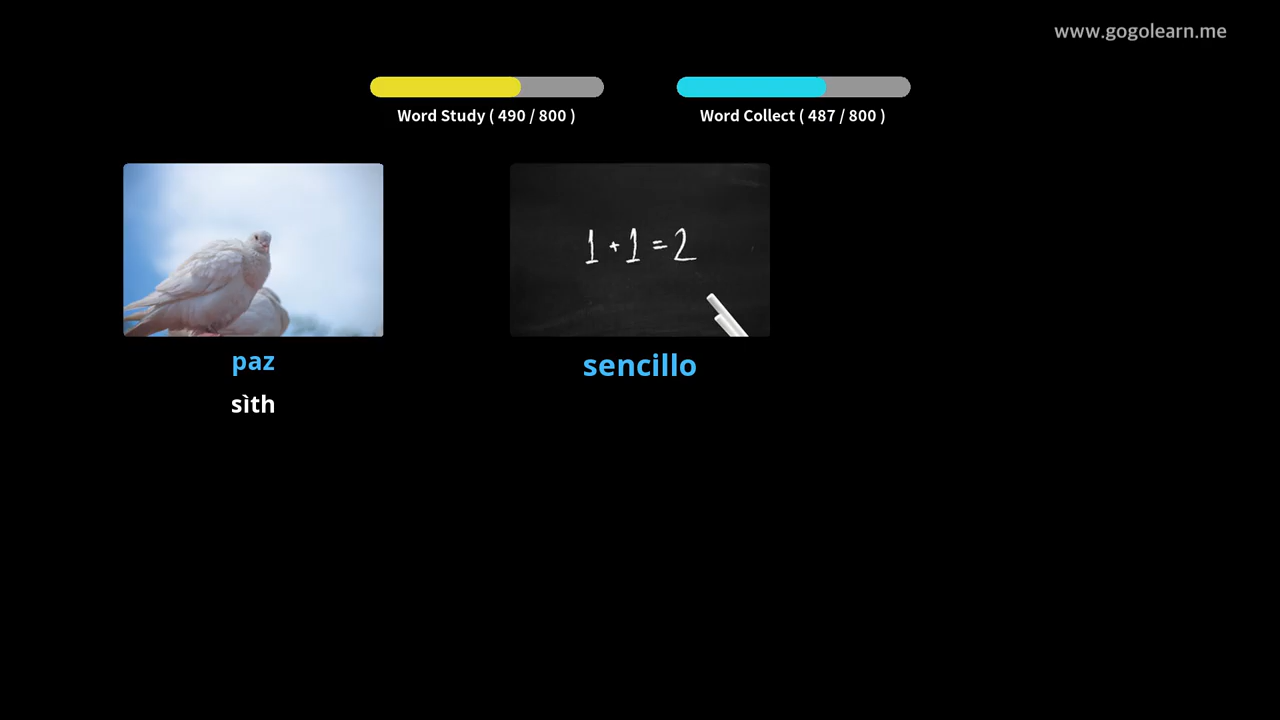 www.gogolearn.me
Word Study ( 490 / 800 )
Word Collect ( 487 / 800 )
1 + 1 = 2
paz
sencillo
sìth